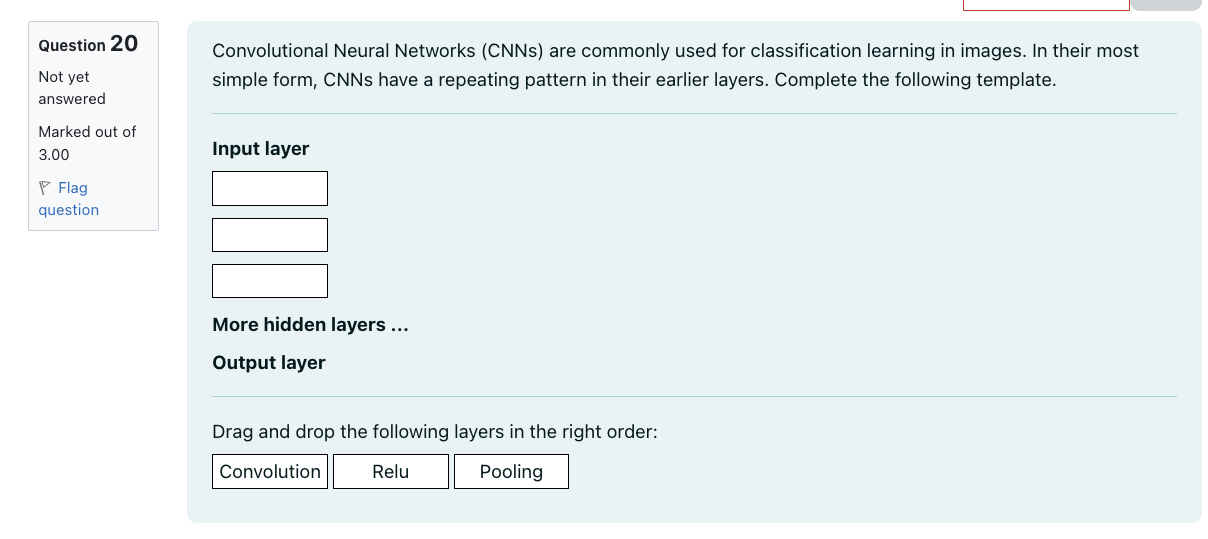 Question 20
Not yet
answered
Marked out of
3.00
Flag
question
Convolutional Neural Networks (CNNs) are commonly used for classification learning in images. In their most
simple form, CNNs have a repeating pattern in their earlier layers. Complete the following template.
Input layer
More hidden layers ...
Output layer
Drag and drop the following layers in the right order:
Convolution Relu Pooling